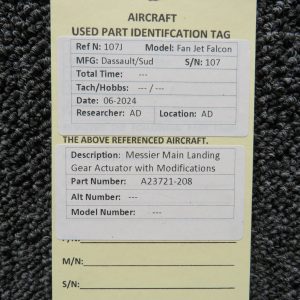 AIRCRAFT
USED PART IDENTIFCATION TAG
Ref N: 107J Model: Fan Jet Falcon
MFG: Dassault/Sud S/N: 107
Total Time: ---
Tach/Hobbs: --- / ---
Date: 06-2024
Researcher: AD Location: AD
THE ABOVE REFERENCED AIRCRAFT.
Description: Messier Main Landing
Gear Actuator with Modifications
Part Number: A23721-208
Alt Number: ---
Model Number: ---
M/N:
S/N: